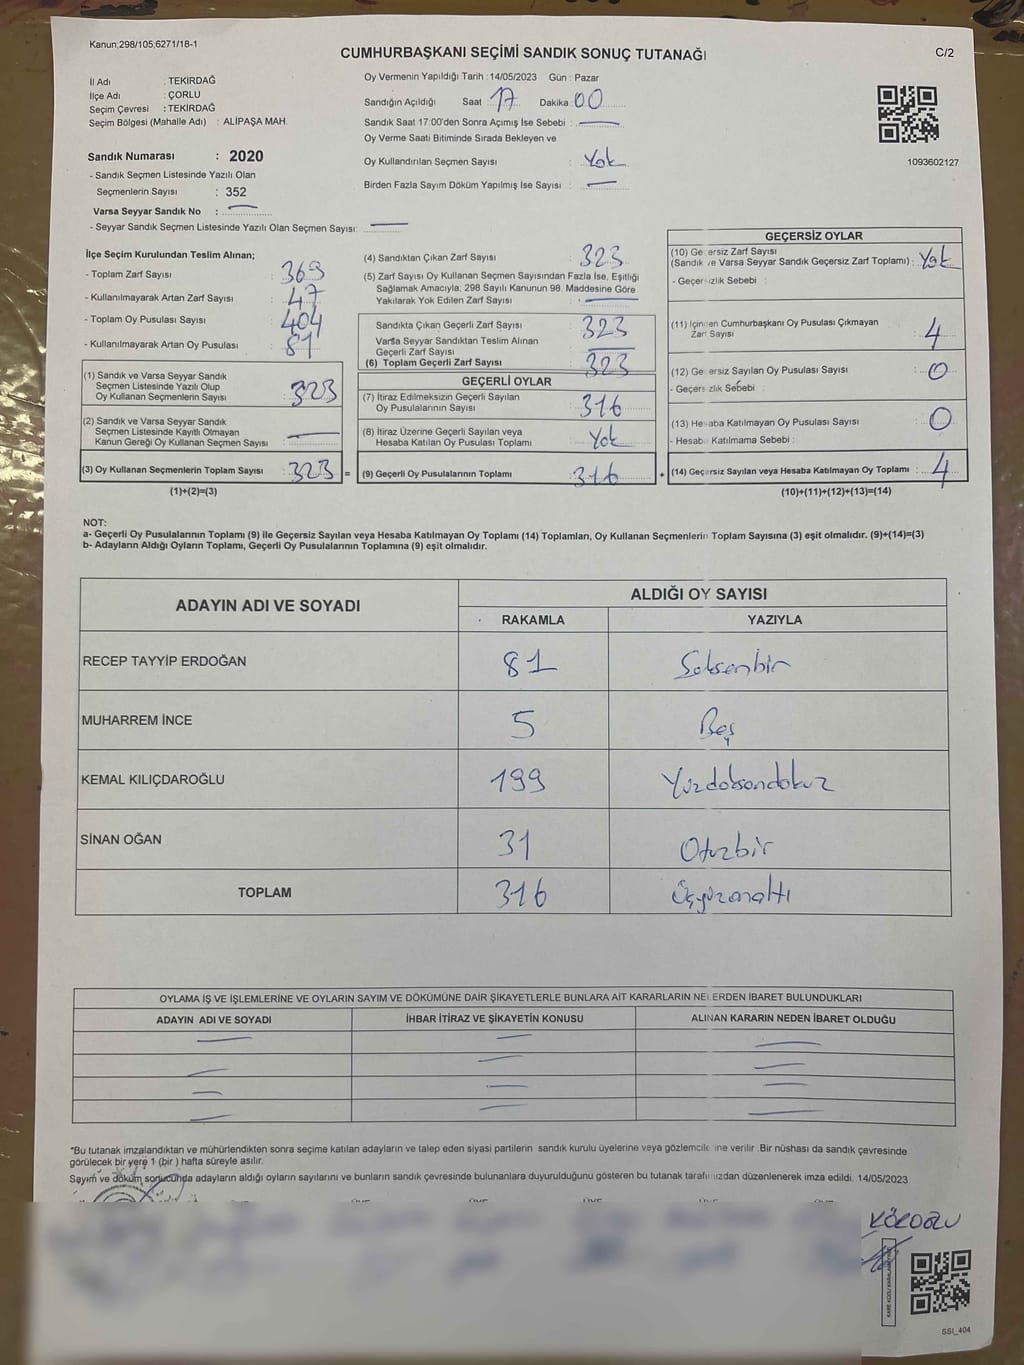 Kanun;298/105;6271/18-1
CUMHURBAŞKANI SEÇİMİ SANDIK SONUÇ TUTANAĞI
C/2
İl Adı : TEKİRDAĞ
İlçe Adı : ÇORLU
Seçim Çevresi : TEKİRDAĞ
Seçim Bölgesi (Mahalle Adı) : ALİPAŞA MAH.
Sandık Numarası : 2020
- Sandık Seçmen Listesinde Yazılı Olan
Seçmenlerin Sayısı : 352
Varsa Seyyar Sandık No :
- Seyyar Sandık Seçmen Listesinde Yazılı Olan Seçmen Sayısı:
Oy Vermenin Yapıldığı Tarih : 14/05/2023 Gün : Pazar
Sandığın Açıldığı Saat : 17 Dakika : 00
Sandık Saat 17:00'den Sonra Açımış İse Sebebi :
Oy Verme Saati Bitiminde Sırada Bekleyen ve
Oy Kullandırılan Seçmen Sayısı : Yok
Birden Fazla Sayım Döküm Yapılmış İse Sayısı :
1093602127
İlçe Seçim Kurulundan Teslim Alınan;
- Toplam Zarf Sayısı : 369
- Kullanılmayarak Artan Zarf Sayısı : 47
- Toplam Oy Pusulası Sayısı : 404
- Kullanılmayarak Artan Oy Pusulası : 81
(1) Sandık ve Varsa Seyyar Sandık
Seçmen Listesinde Yazılı Olup
Oy Kullanan Seçmenlerin Sayısı : 323
(2) Sandık ve Varsa Seyyar Sandık
Seçmen Listesinde Kayıtlı Olmayan
Kanun Gereği Oy Kullanan Seçmen Sayısı :
(3) Oy Kullanan Seçmenlerin Toplam Sayısı : 323 =
(1)+(2)=(3)
(4) Sandıktan Çıkan Zarf Sayısı : 323
(5) Zarf Sayısı Oy Kullanan Seçmen Sayısından Fazla İse, Eşitliği
Sağlamak Amacıyla; 298 Sayılı Kanunun 98. Maddesine Göre
Yakılarak Yok Edilen Zarf Sayısı :
Sandıkta Çıkan Geçerli Zarf Sayısı : 323
Varsa Seyyar Sandıktan Teslim Alınan
Geçerli Zarf Sayısı :
(6) Toplam Geçerli Zarf Sayısı : 323
GEÇERLİ OYLAR
(7) İtiraz Edilmeksizin Geçerli Sayılan
Oy Pusulalarının Sayısı : 316
(8) İtiraz Üzerine Geçerli Sayılan veya
Hesaba Katılan Oy Pusulası Toplamı : Yok
(9) Geçerli Oy Pusulalarının Toplamı : 316 +
GEÇERSİZ OYLAR
(10) Geçersiz Zarf Sayısı
(Sandık ve Varsa Seyyar Sandık Geçersiz Zarf Toplamı) : Yok
- Geçersizlik Sebebi :
(11) İçinden Cumhurbaşkanı Oy Pusulası Çıkmayan
Zarf Sayısı : 4
(12) Geçersiz Sayılan Oy Pusulası Sayısı : 0
- Geçersizlik Sebebi :
(13) Hesaba Katılmayan Oy Pusulası Sayısı : 0
- Hesaba Katılmama Sebebi :
(14) Geçersiz Sayılan veya Hesaba Katılmayan Oy Toplamı : 4
(10)+(11)+(12)+(13)=(14)
NOT:
a- Geçerli Oy Pusulalarının Toplamı (9) ile Geçersiz Sayılan veya Hesaba Katılmayan Oy Toplamı (14) Toplamları, Oy Kullanan Seçmenlerin Toplam Sayısına (3) eşit olmalıdır. (9)+(14)=(3)
b- Adayların Aldığı Oyların Toplamı, Geçerli Oy Pusulalarının Toplamına (9) eşit olmalıdır.
ADAYIN ADI VE SOYADI ALDIĞI OY SAYISI
RAKAMLA YAZIYLA
RECEP TAYYİP ERDOĞAN 81 Seksenbir
MUHARREM İNCE 5 Beş
KEMAL KILIÇDAROĞLU 199 Yüzdoksandokuz
SİNAN OĞAN 31 Otuzbir
TOPLAM 316 Üçyüzonaltı
OYLAMA İŞ VE İŞLEMLERİNE VE OYLARIN SAYIM VE DÖKÜMÜNE DAİR ŞİKAYETLERLE BUNLARA AİT KARARLARIN NELERDEN İBARET BULUNDUKLARI
ADAYIN ADI VE SOYADI İHBAR İTİRAZ VE ŞİKAYETİN KONUSU ALINAN KARARIN NEDEN İBARET OLDUĞU
*Bu tutanak imzalandıktan ve mühürlendikten sonra seçime katılan adayların ve talep eden siyasi partilerin sandık kurulu üyelerine veya gözlemcilerine verilir. Bir nüshası da sandık çevresinde
görülecek bir yere 1 (bir ) hafta süreyle asılır.
Sayım ve döküm sonucunda adayların aldığı oyların sayılarını ve bunların sandık çevresinde bulunanlara duyurulduğunu gösteren bu tutanak tarafımızdan düzenlenerek imza edildi. 14/05/2023
KÖROĞLU
SSİ_404